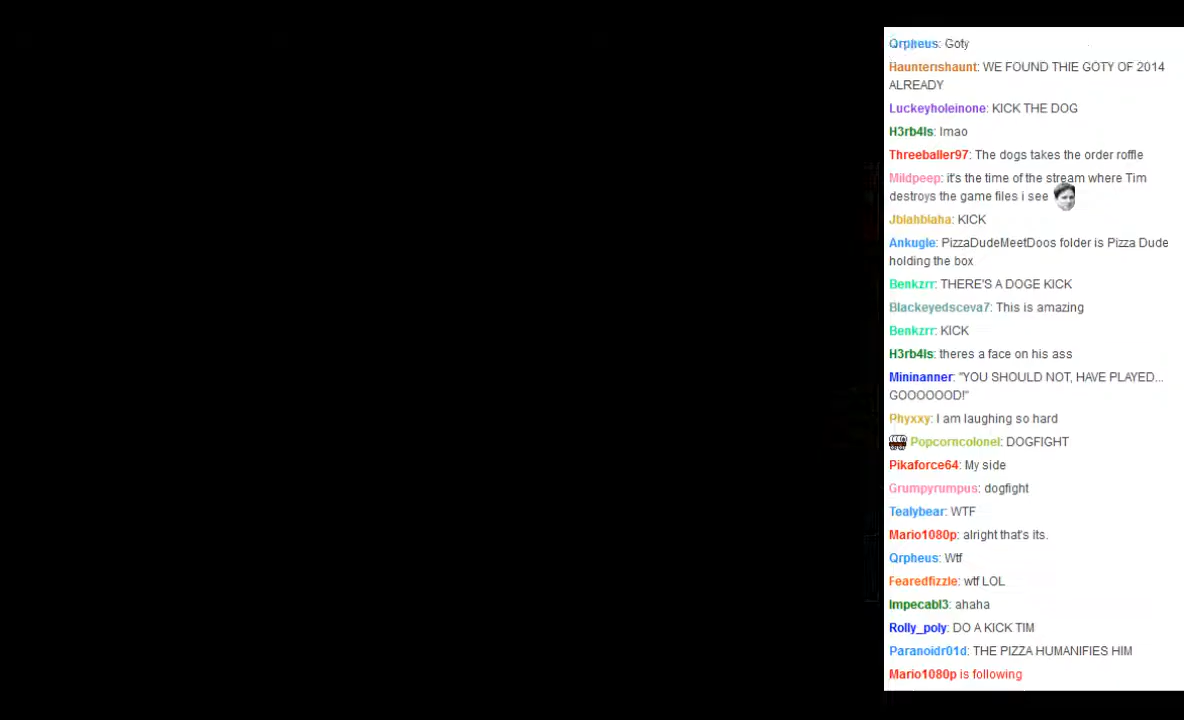 Qrpheus: Goty
Haunterishaunt: WE FOUND THIE GOTY OF 2014
ALREADY
Luckeyholeinone: KICK THE DOG
H3rb4ls: lmao
Threeballer97: The dogs takes the order roffle
Mildpeep: it's the time of the stream where Tim
destroys the game files i see
Jblahblaha: KICK
Ankugle: PizzaDudeMeetDoos folder is Pizza Dude
holding the box
Benkzrr: THERE'S A DOGE KICK
Blackeyedsceva7: This is amazing
Benkzrr: KICK
H3rb4ls: theres a face on his ass
Mininanner: "YOU SHOULD NOT, HAVE PLAYED...
GOOOOOOD!"
Phyxxy: I am laughing so hard
Popcorncolonel: DOGFIGHT
Pikaforce64: My side
Grumpyrumpus: dogfight
Tealybear: WTF
Mario1080p: alright that's its.
Qrpheus: Wtf
Fearedfizzle: wtf LOL
Impecabl3: ahaha
Rolly_poly: DO A KICK TIM
Paranoidr01d: THE PIZZA HUMANIFIES HIM
Mario1080p is following